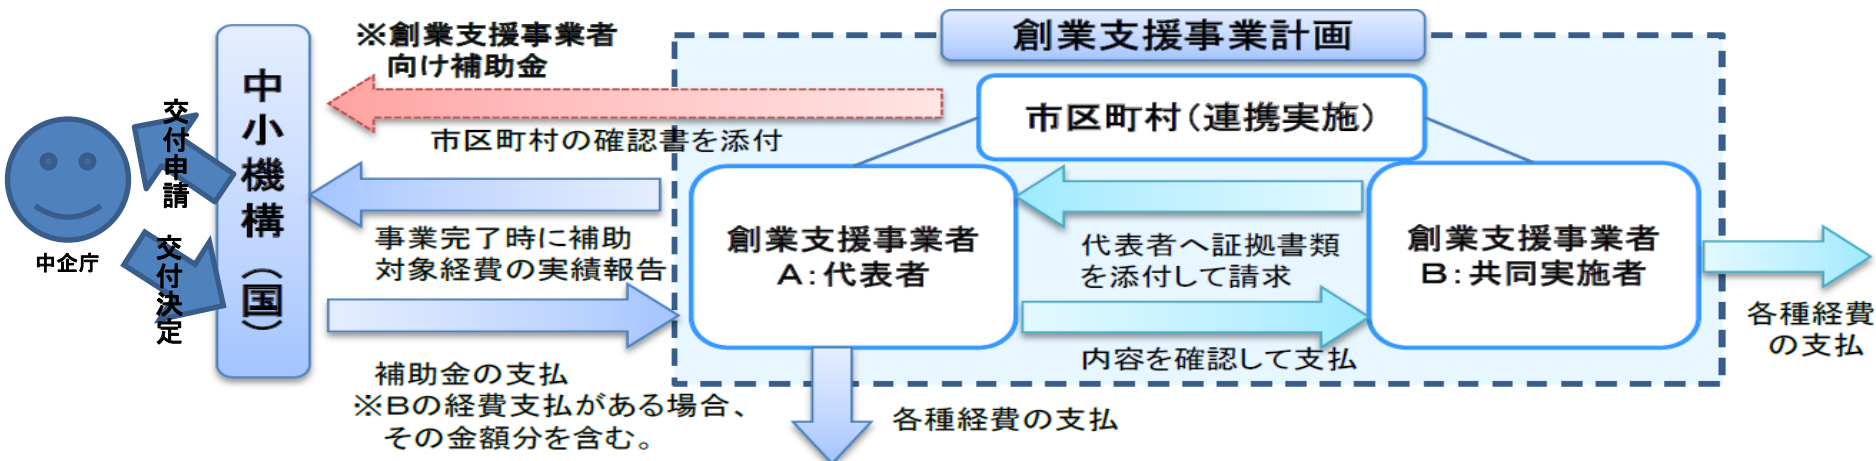 創業支援事業計画
※創業支援事業者
向け補助金
市区町村(連携実施)
市区町村の確認書を添付
交付申請
中小機構(国)
中企庁
交付決定
事業完了時に補助
対象経費の実績報告
創業支援事業者
A:代表者
代表者へ証拠書類
を添付して請求
創業支援事業者
B:共同実施者
内容を確認して支払
各種経費
の支払
補助金の支払
※Bの経費支払がある場合、
その金額分を含む。
各種経費の支払